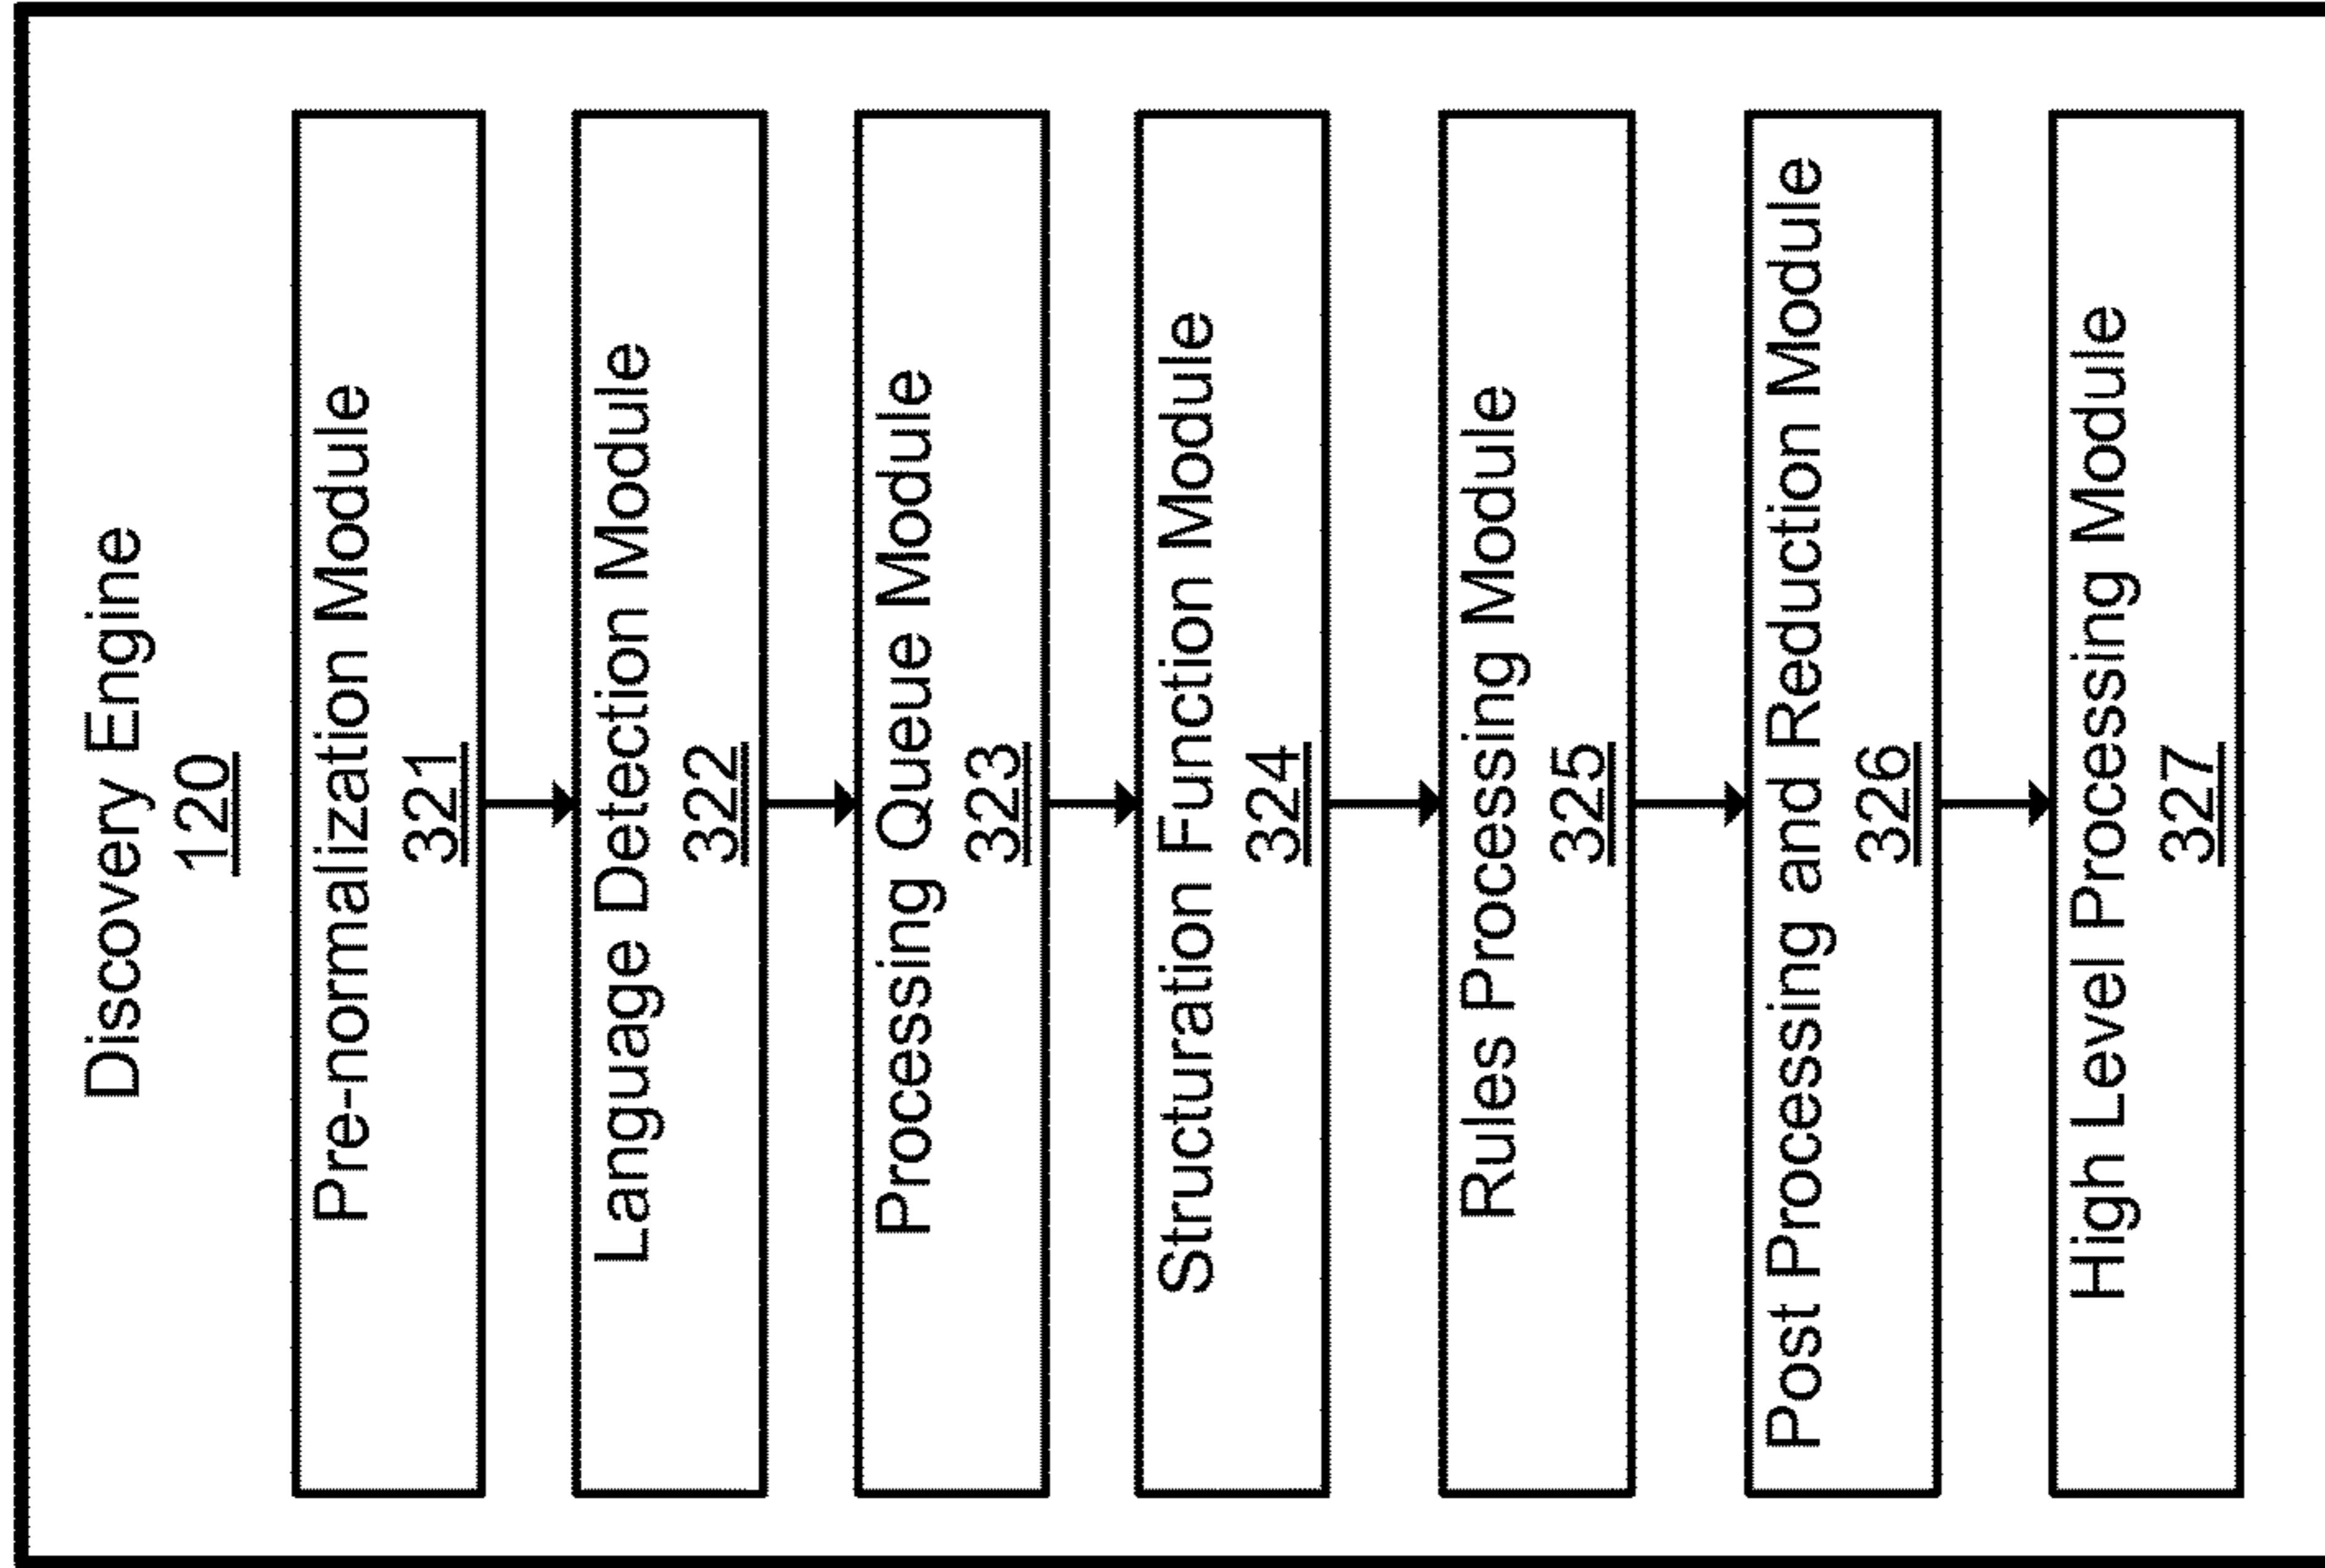 Discovery Engine
120
Pre-normalization Module
321
Language Detection Module
322
Processing Queue Module
323
Structuration Function Module
324
Rules Processing Module
325
Post Processing and Reduction Module
326
High Level Processing Module
327